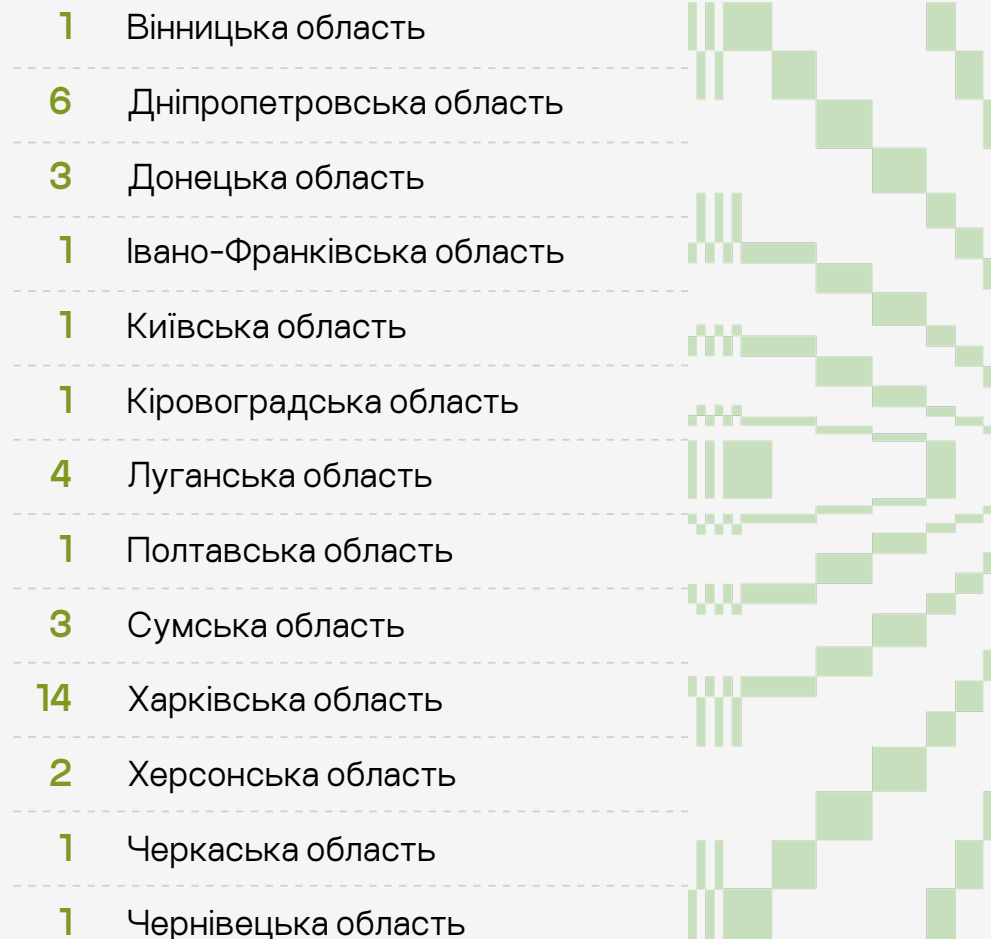 1 Вінницька область
6 Дніпропетровська область
3 Донецька область
1 Івано-Франківська область
1 Київська область
1 Кіровоградська область
4 Луганська область
1 Полтавська область
3 Сумська область
14 Харківська область
2 Херсонська область
1 Черкаська область
1 Чернівецька область